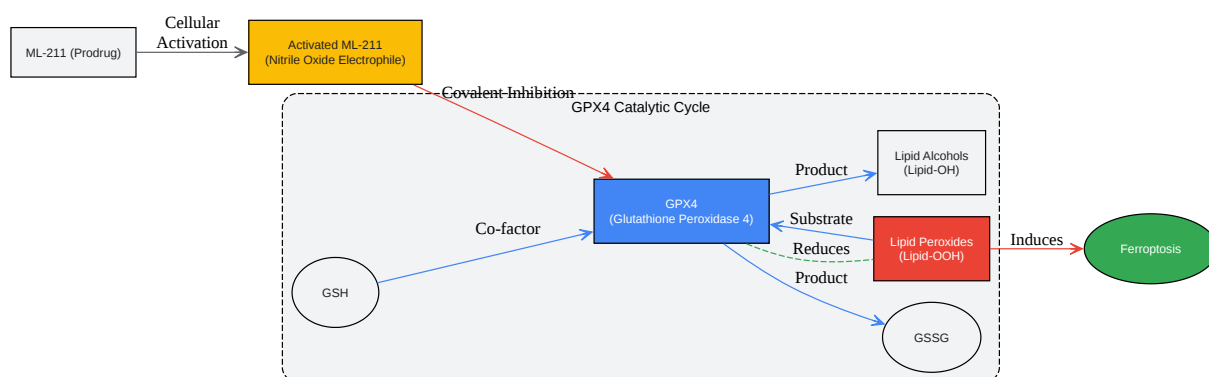 Cellular
Activation
ML-211 (Prodrug)
Activated ML-211
(Nitrile Oxide Electrophile)
Covalent Inhibition
GPX4 Catalytic Cycle
Product
Lipid Alcohols
(Lipid-OH)
GPX4
(Glutathione Peroxidase 4)
Co-factor
Substrate
Reduces
Lipid Peroxides
(Lipid-OOH)
Induces
Ferroptosis
Product
GSH
GSSG